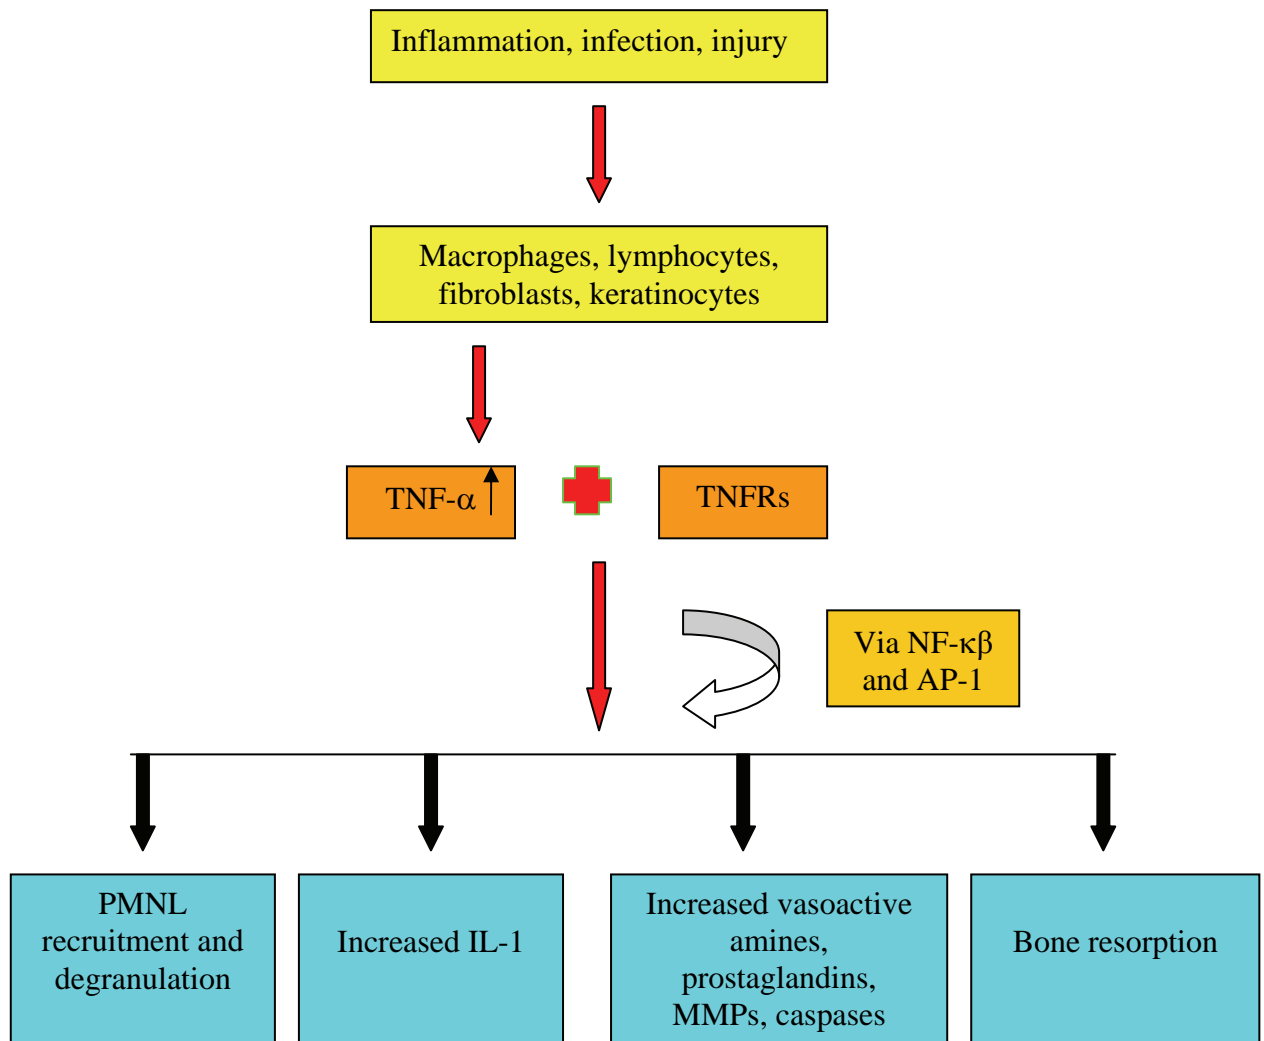 Inflammation, infection, injury
Macrophages, lymphocytes,
fibroblasts, keratinocytes
TNF-α
TNFRs
Via NF-κβ
and AP-1
PMNL
recruitment and
degranulation
Increased IL-1
Increased vasoactive
amines,
prostaglandins,
MMPs, caspases
Bone resorption